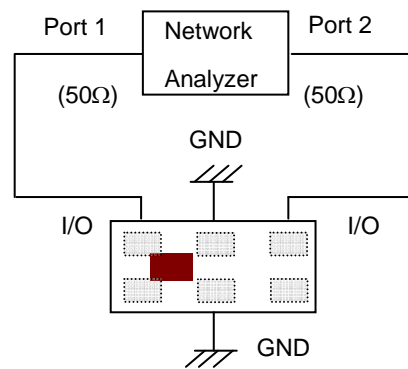 Port 1
Network
Analyzer
Port 2
(50Ω)
(50Ω)
GND
I/O
I/O
GND